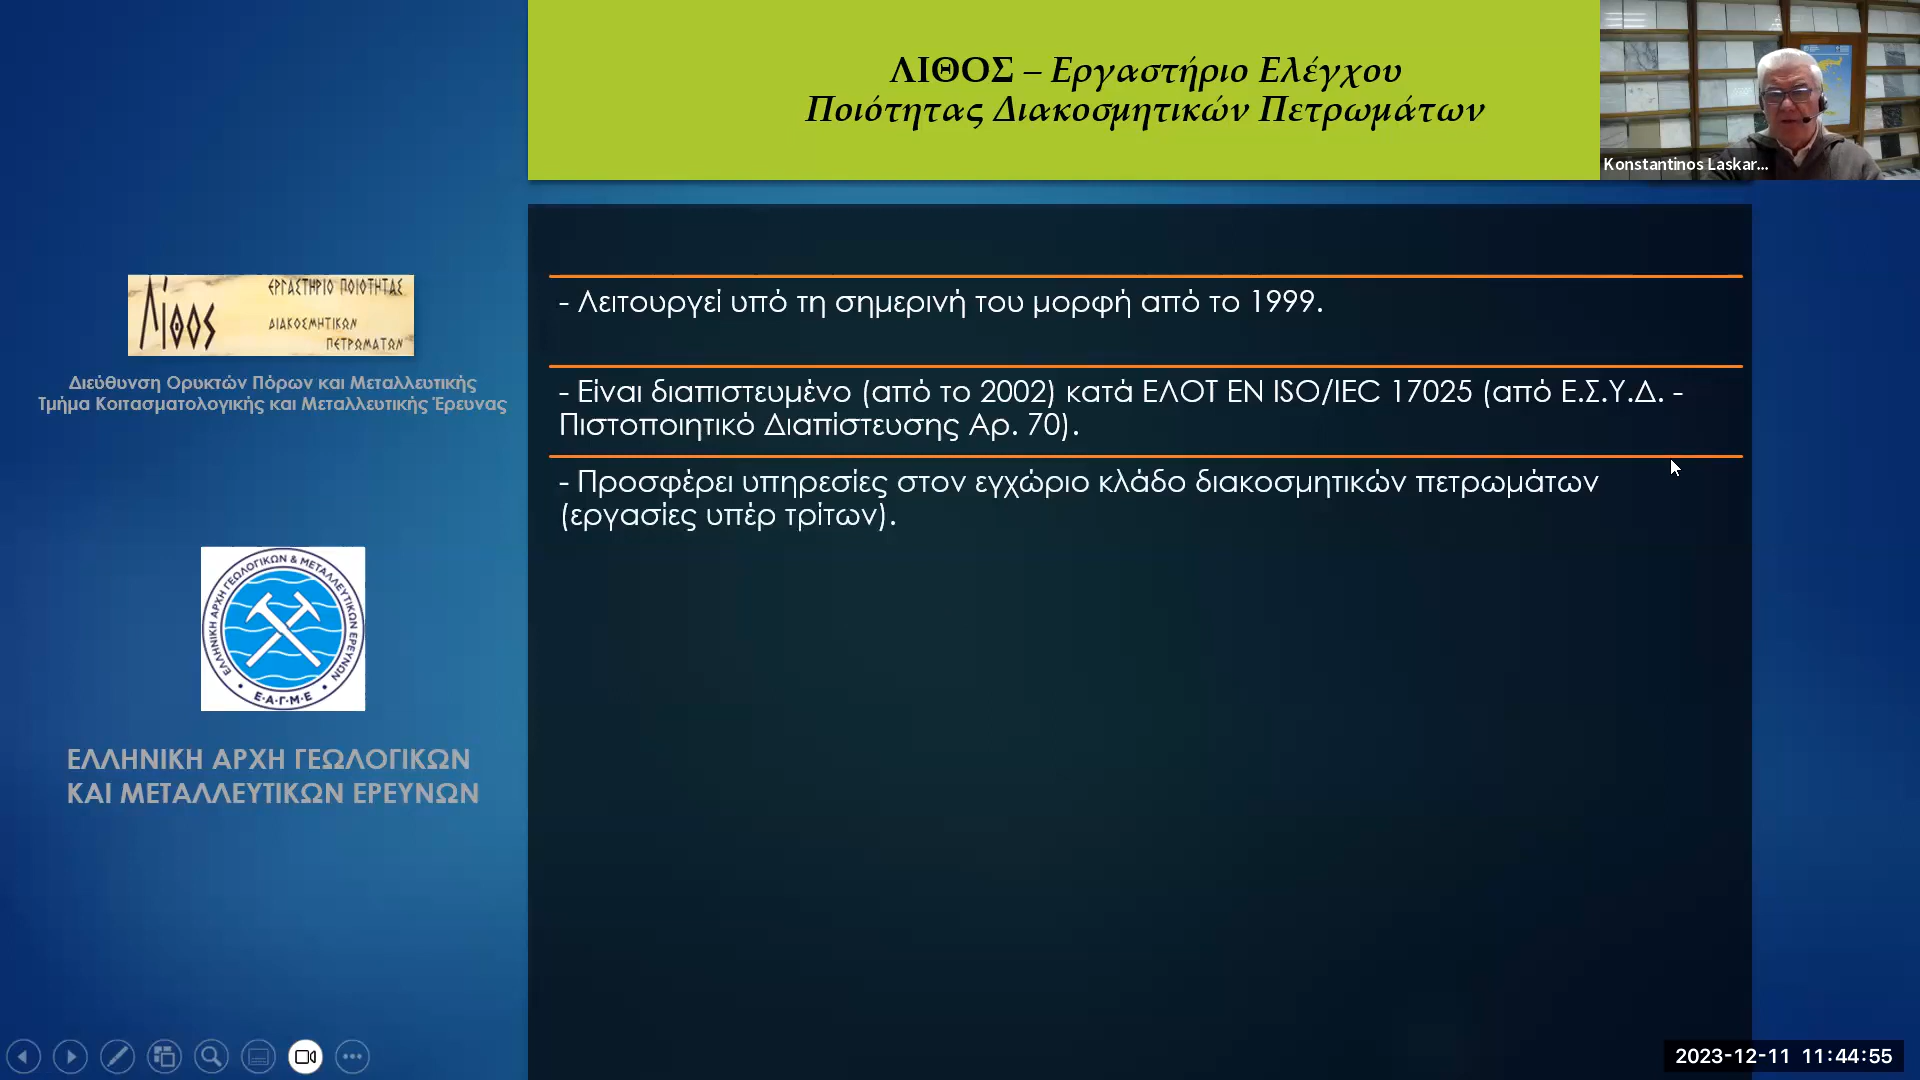 ΛΙΘΟΣ – Εργαστήριο Ελέγχου
Ποιότητας Διακοσμητικών Πετρωμάτων
Konstantinos Laskar...
Λίθος
ΕΡΓΑΣΤΗΡΙΟ ΠΟΙΟΤΗΤΑΣ
ΔΙΑΚΟΣΜΗΤΙΚΩΝ
ΠΕΤΡΩΜΑΤΩΝ
Διεύθυνση Ορυκτών Πόρων και Μεταλλευτικής
Τμήμα Κοιτασματολογικής και Μεταλλευτικής Έρευνας
- Λειτουργεί υπό τη σημερινή του μορφή από το 1999.
- Είναι διαπιστευμένο (από το 2002) κατά ΕΛΟΤ EN ISO/IEC 17025 (από Ε.Σ.Υ.Δ. -
Πιστοποιητικό Διαπίστευσης Αρ. 70).
- Προσφέρει υπηρεσίες στον εγχώριο κλάδο διακοσμητικών πετρωμάτων
(εργασίες υπέρ τρίτων).
ΕΛΛΗΝΙΚΗ ΑΡΧΗ ΓΕΩΛΟΓΙΚΩΝ & ΜΕΤΑΛΛΕΥΤΙΚΩΝ ΕΡΕΥΝΩΝ
Ε·Α·Γ·Μ·Ε
ΕΛΛΗΝΙΚΗ ΑΡΧΗ ΓΕΩΛΟΓΙΚΩΝ
ΚΑΙ ΜΕΤΑΛΛΕΥΤΙΚΩΝ ΕΡΕΥΝΩΝ
2023-12-11 11:44:55